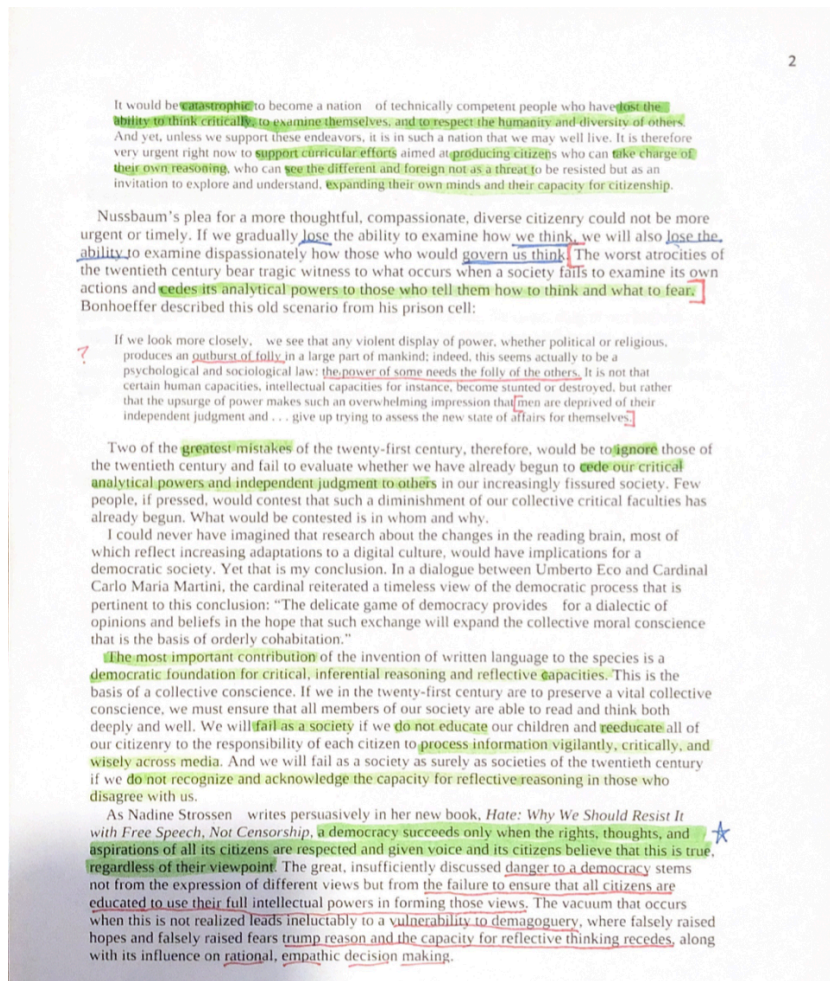 2
It would be catastrophic to become a nation of technically competent people who have lost the
ability to think critically, to examine themselves, and to respect the humanity and diversity of others.
And yet, unless we support these endeavors, it is in such a nation that we may well live. It is therefore
very urgent right now to support curricular efforts aimed at producing citizens who can take charge of
their own reasoning, who can see the different and foreign not as a threat to be resisted but as an
invitation to explore and understand, expanding their own minds and their capacity for citizenship.
Nussbaum's plea for a more thoughtful, compassionate, diverse citizenry could not be more
urgent or timely. If we gradually lose the ability to examine how we think, we will also lose the
ability to examine dispassionately how those who would govern us think. The worst atrocities of
the twentieth century bear tragic witness to what occurs when a society fails to examine its own
actions and cedes its analytical powers to those who tell them how to think and what to fear.
Bonhoeffer described this old scenario from his prison cell:
If we look more closely, we see that any violent display of power, whether political or religious,
?
produces an outburst of folly in a large part of mankind; indeed, this seems actually to be a
psychological and sociological law: the power of some needs the folly of the others. It is not that
certain human capacities, intellectual capacities for instance, become stunted or destroyed, but rather
that the upsurge of power makes such an overwhelming impression that men are deprived of their
independent judgment and . . . give up trying to assess the new state of affairs for themselves.
Two of the greatest mistakes of the twenty-first century, therefore, would be to ignore those of
the twentieth century and fail to evaluate whether we have already begun to cede our critical
analytical powers and independent judgment to others in our increasingly fissured society. Few
people, if pressed, would contest that such a diminishment of our collective critical faculties has
already begun. What would be contested is in whom and why.
I could never have imagined that research about the changes in the reading brain, most of
which reflect increasing adaptations to a digital culture, would have implications for a
democratic society. Yet that is my conclusion. In a dialogue between Umberto Eco and Cardinal
Carlo Maria Martini, the cardinal reiterated a timeless view of the democratic process that is
pertinent to this conclusion: "The delicate game of democracy provides for a dialectic of
opinions and beliefs in the hope that such exchange will expand the collective moral conscience
that is the basis of orderly cohabitation."
The most important contribution of the invention of written language to the species is a
democratic foundation for critical, inferential reasoning and reflective capacities. This is the
basis of a collective conscience. If we in the twenty-first century are to preserve a vital collective
conscience, we must ensure that all members of our society are able to read and think both
deeply and well. We will fail as a society if we do not educate our children and reeducate all of
our citizenry to the responsibility of each citizen to process information vigilantly, critically, and
wisely across media. And we will fail as a society as surely as societies of the twentieth century
if we do not recognize and acknowledge the capacity for reflective reasoning in those who
disagree with us.
As Nadine Strossen writes persuasively in her new book, Hate: Why We Should Resist It
with Free Speech, Not Censorship, a democracy succeeds only when the rights, thoughts, and
aspirations of all its citizens are respected and given voice and its citizens believe that this is true,
regardless of their viewpoint. The great, insufficiently discussed danger to a democracy stems
not from the expression of different views but from the failure to ensure that all citizens are
educated to use their full intellectual powers in forming those views. The vacuum that occurs
when this is not realized leads ineluctably to a vulnerability to demagoguery, where falsely raised
hopes and falsely raised fears trump reason and the capacity for reflective thinking recedes, along
with its influence on rational, empathic decision making.